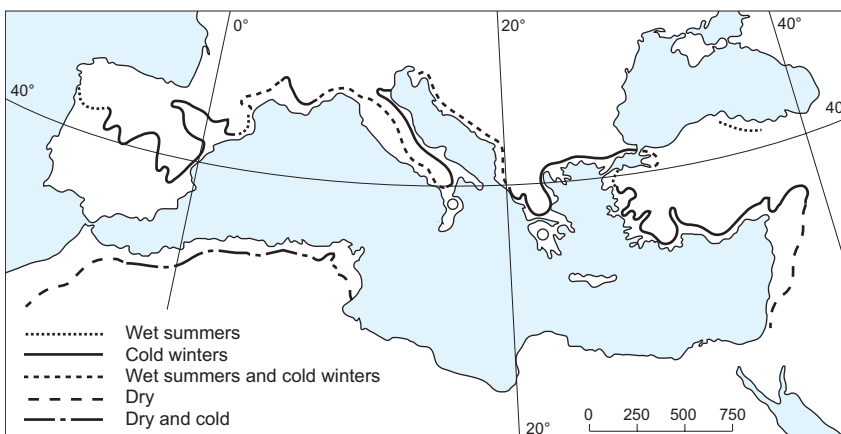 0° 20° 40°
40° 40
Wet summers
Cold winters
Wet summers and cold winters
Dry
Dry and cold
20°
0 250 500 750